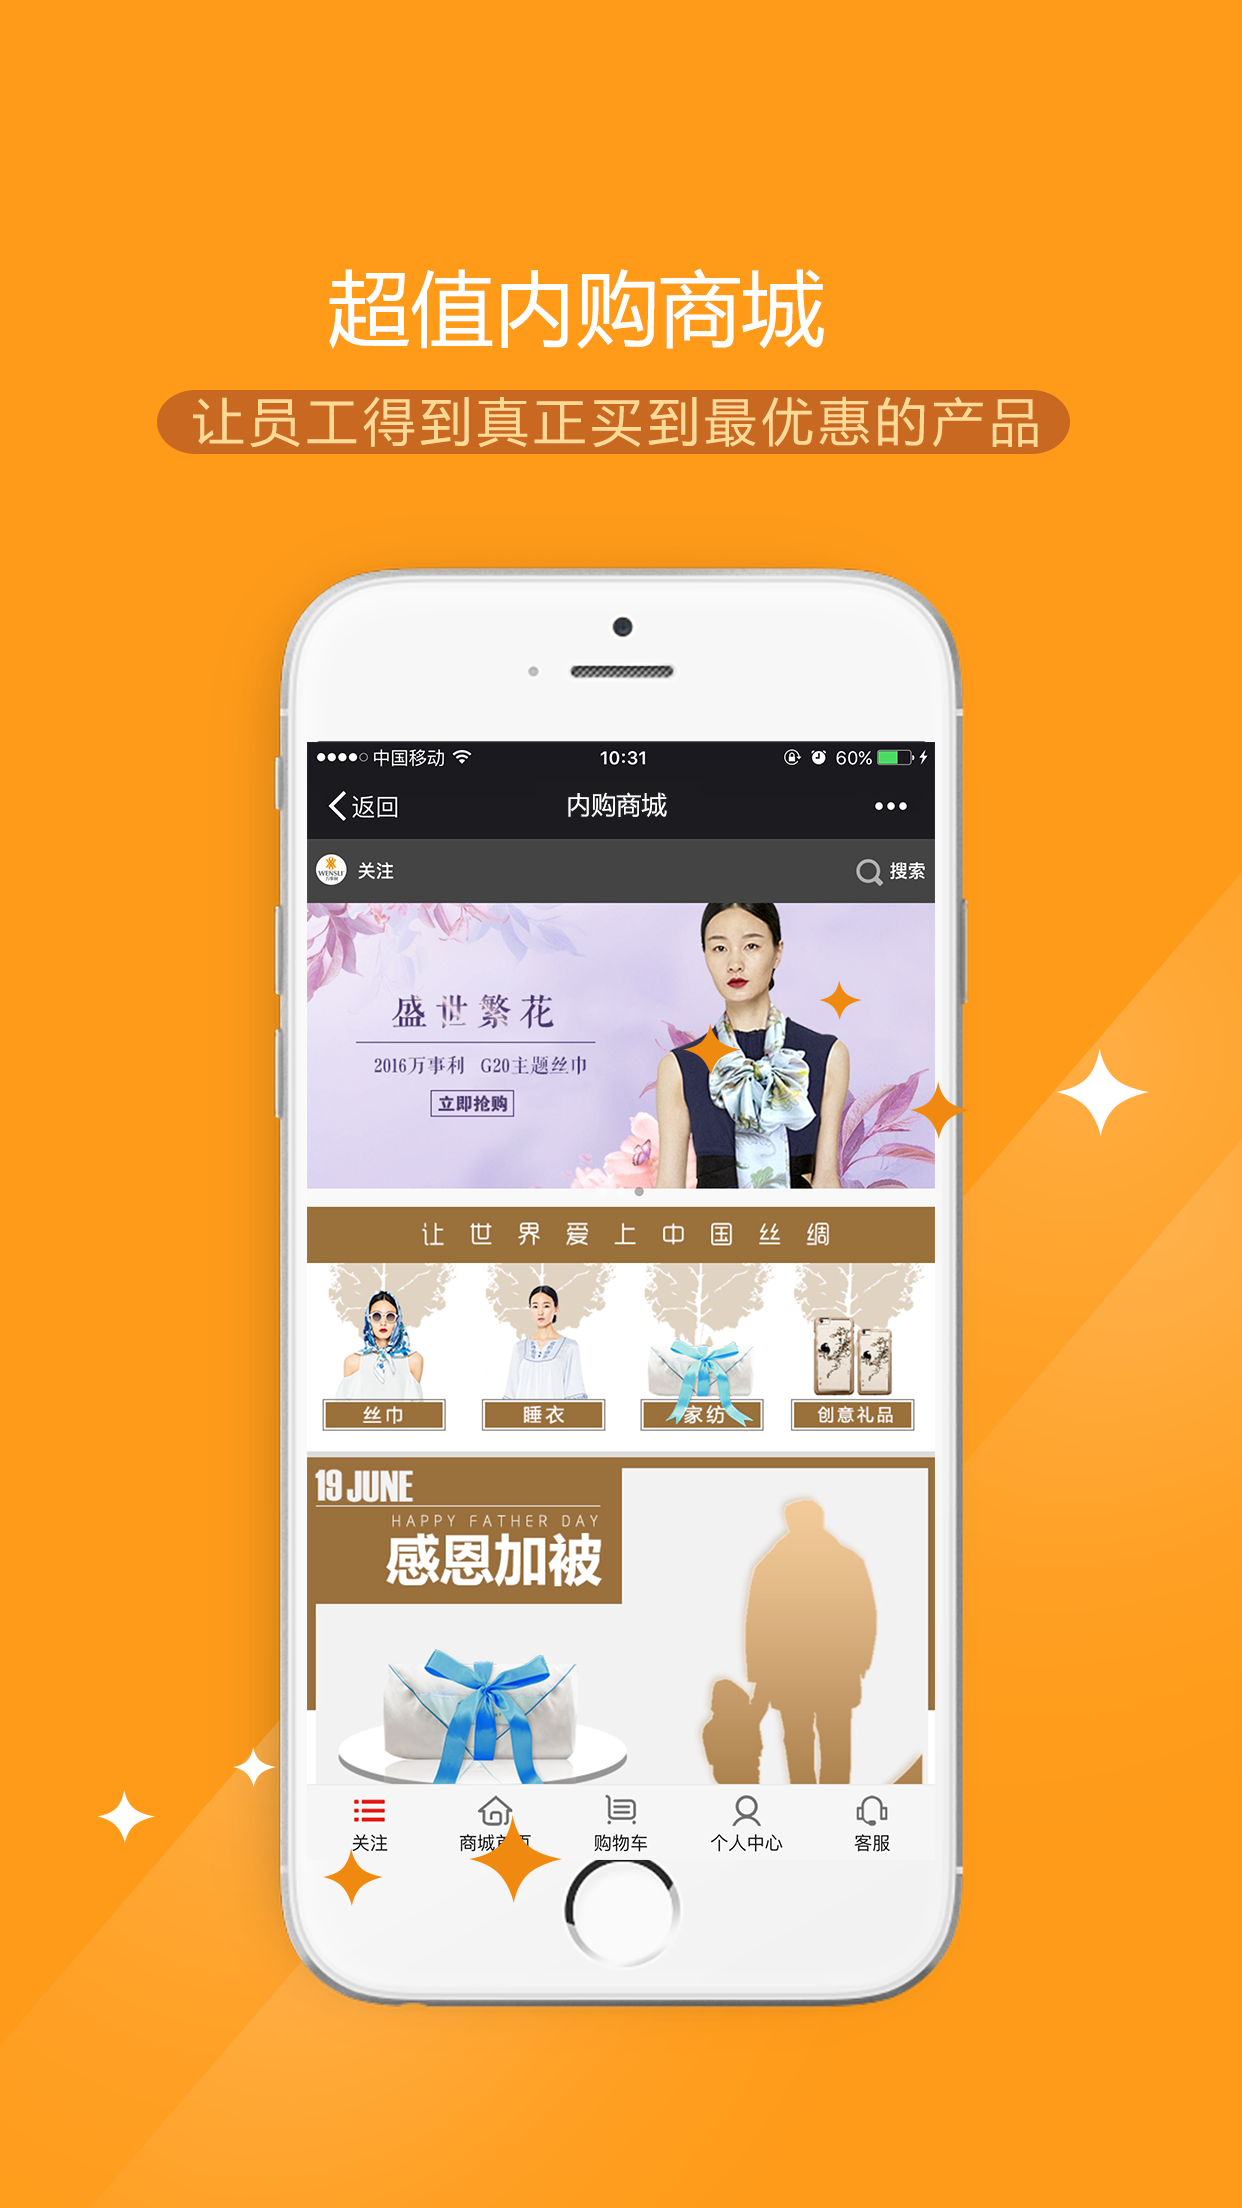 超值内购商城
让员工得到真正买到最优惠的产品
中国移动 10:31 60%
返回 内购商城
WENSLI 关注 搜索
盛世繁花
2016万事利 G20主题丝巾
立即抢购
让世界爱上中国丝绸
丝巾 睡衣 家纺 创意礼品
19 JUNE
HAPPY FATHER DAY
感恩加被
关注 商城首页 购物车 个人中心 客服